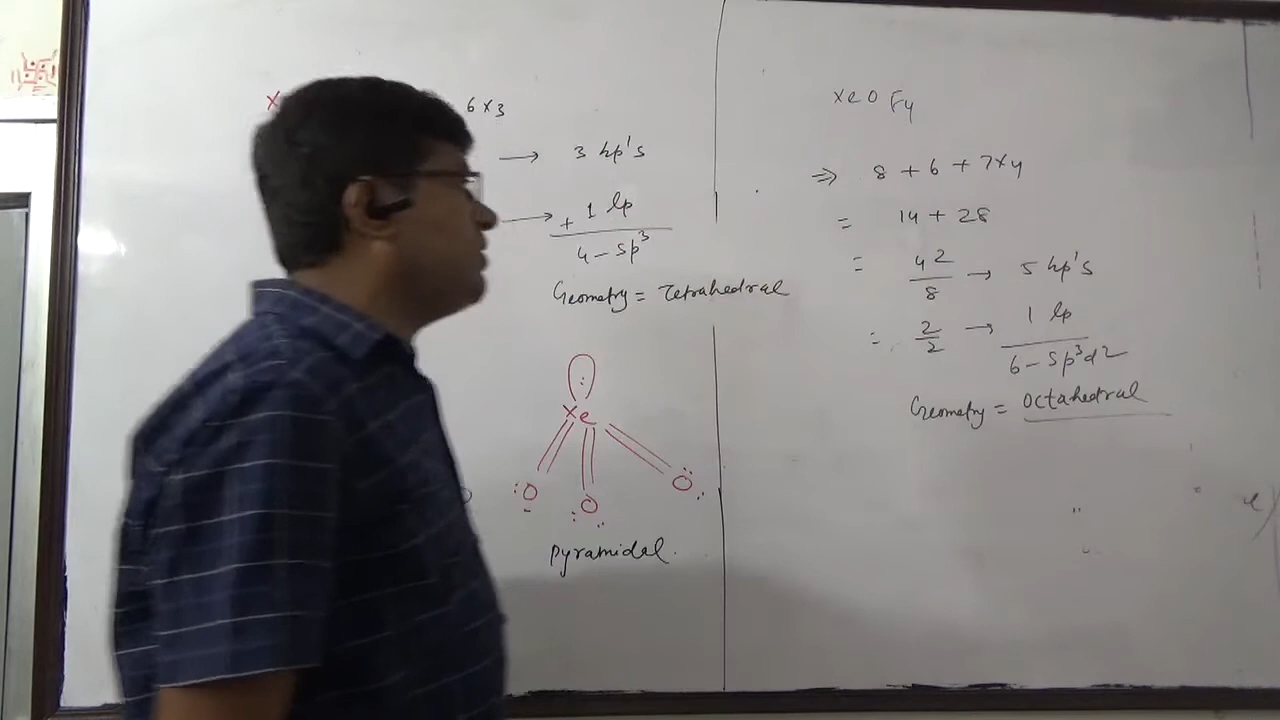 6 x 3
→ 3 bp's
→ + 1 lp
4 - sp³
Geometry = Tetrahedral
:
Xe
:O:
:O:
:O:
Pyramidal.
XeOF4
⇒ 8 + 6 + 7x4
= 14 + 28
= 42/8 → 5 bp's
= 2/2 → 1 lp
6 - sp³d2
Geometry = Octahedral